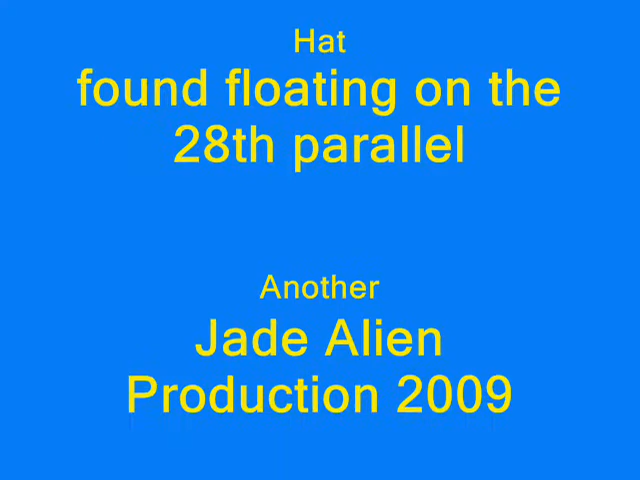 Hat
found floating on the
28th parallel
Another
Jade Alien
Production 2009